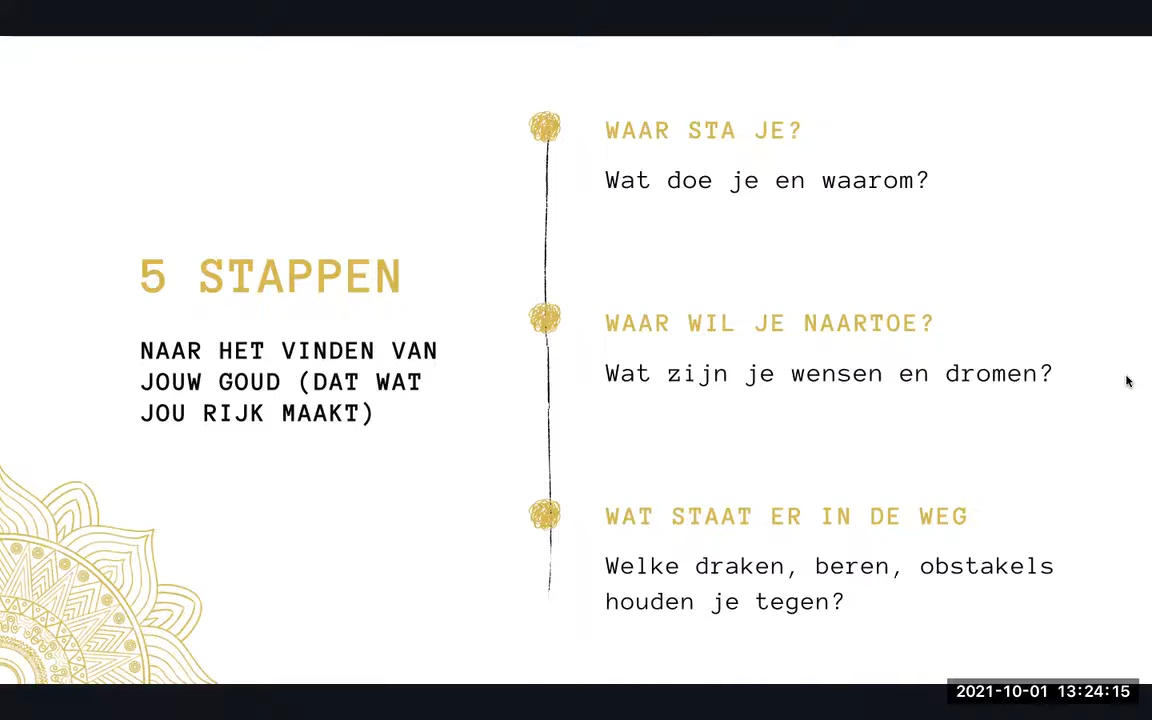 5 STAPPEN
NAAR HET VINDEN VAN
JOUW GOUD (DAT WAT
JOU RIJK MAAKT)
WAAR STA JE?
Wat doe je en waarom?
WAAR WIL JE NAARTOE?
Wat zijn je wensen en dromen?
WAT STAAT ER IN DE WEG
Welke draken, beren, obstakels
houden je tegen?
2021-10-01 13:24:15